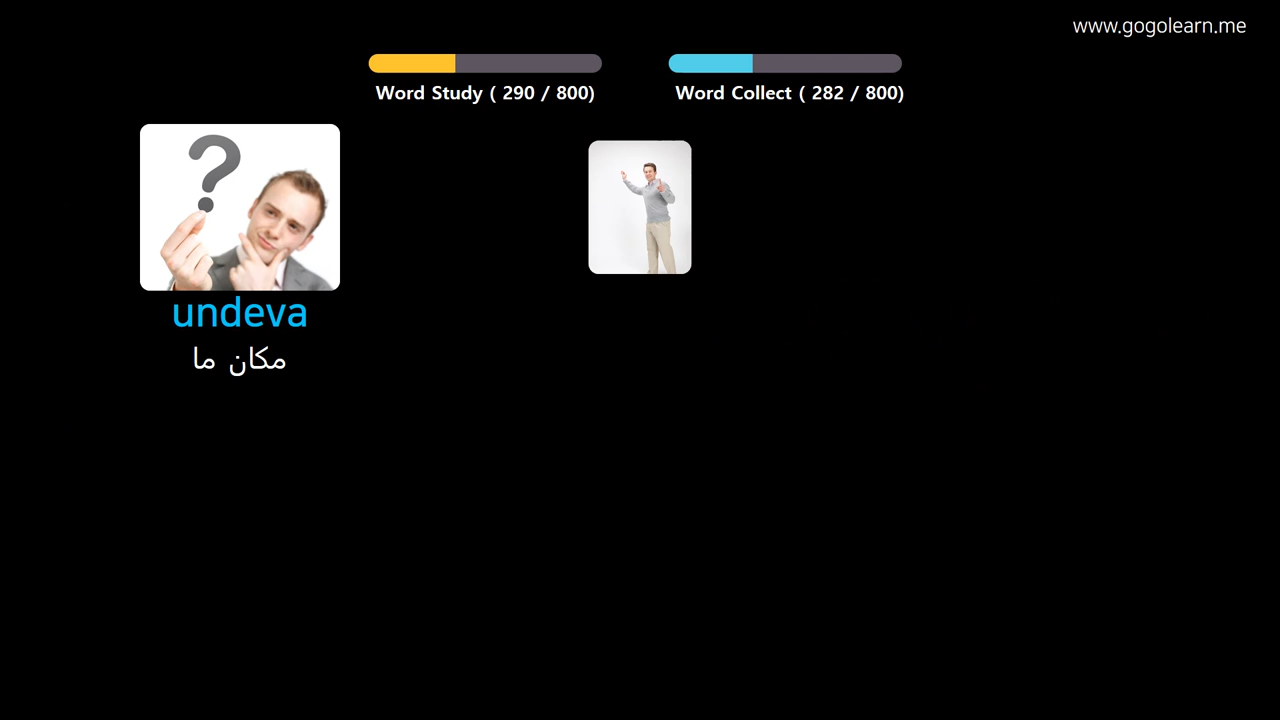 www.gogolearn.me
Word Study ( 290 / 800)
Word Collect ( 282 / 800)
undeva
مكان ما